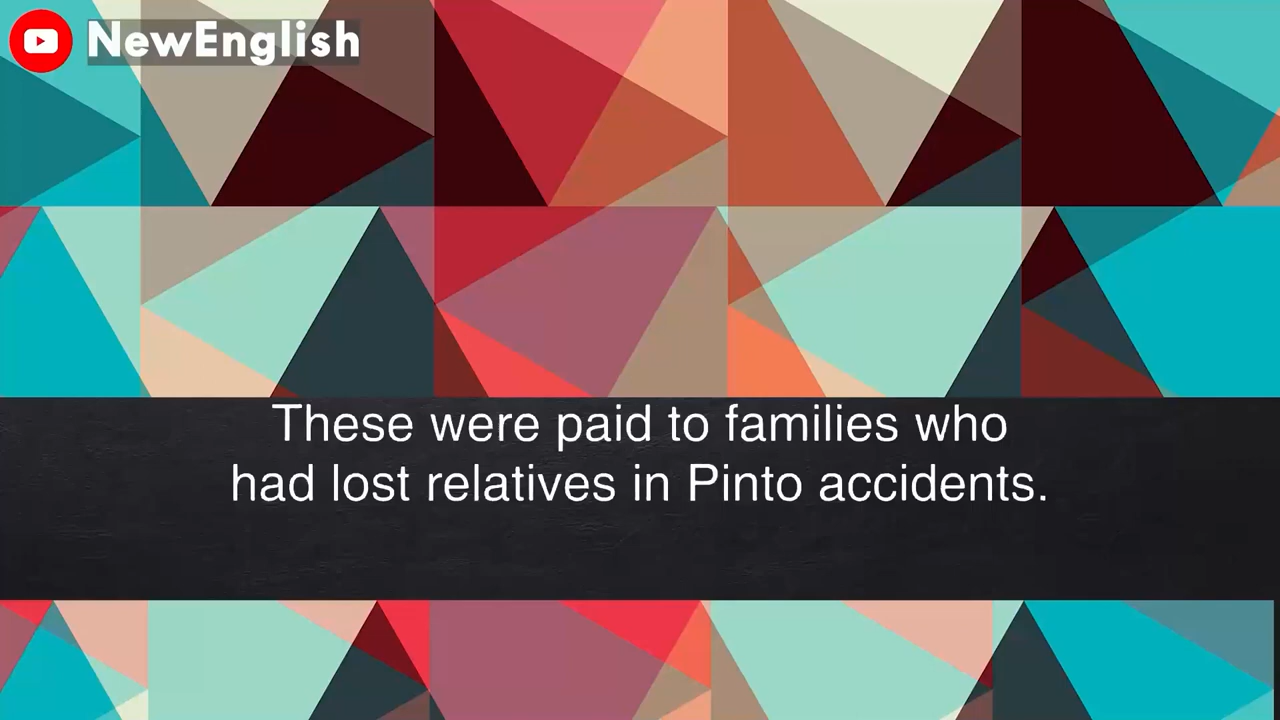 NewEnglish
These were paid to families who
had lost relatives in Pinto accidents.